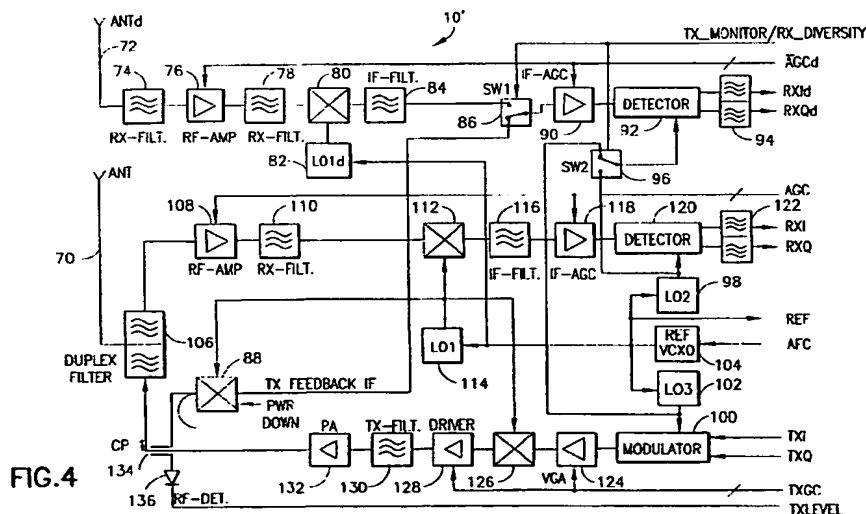 10'
ANTd
72
74
76
78
80
IF-FILT.
84
SW1
86
IF-AGC
90
DETECTOR
92
94
TX_MONITOR/RX_DIVERSITY
AGCd
RXId
RXQd
RX-FILT.
RF-AMP
RX-FILT.
82
LO1d
SW2
96
ANT
70
108
110
112
116
118
120
122
AGC
RXI
RXQ
RF-AMP
RX-FILT.
IF-FILT.
IF-AGC
DETECTOR
LO2
98
REF
106
DUPLEX
FILTER
88
TX FEEDBACK IF
PWR
DOWN
LO1
114
REF
VCXO
104
AFC
LO3
102
100
CP
134
PA
132
TX-FILT.
130
DRIVER
128
126
VGA
124
MODULATOR
TXI
TXQ
136
RF-DET.
TXGC
TXLEVEL
FIG.4